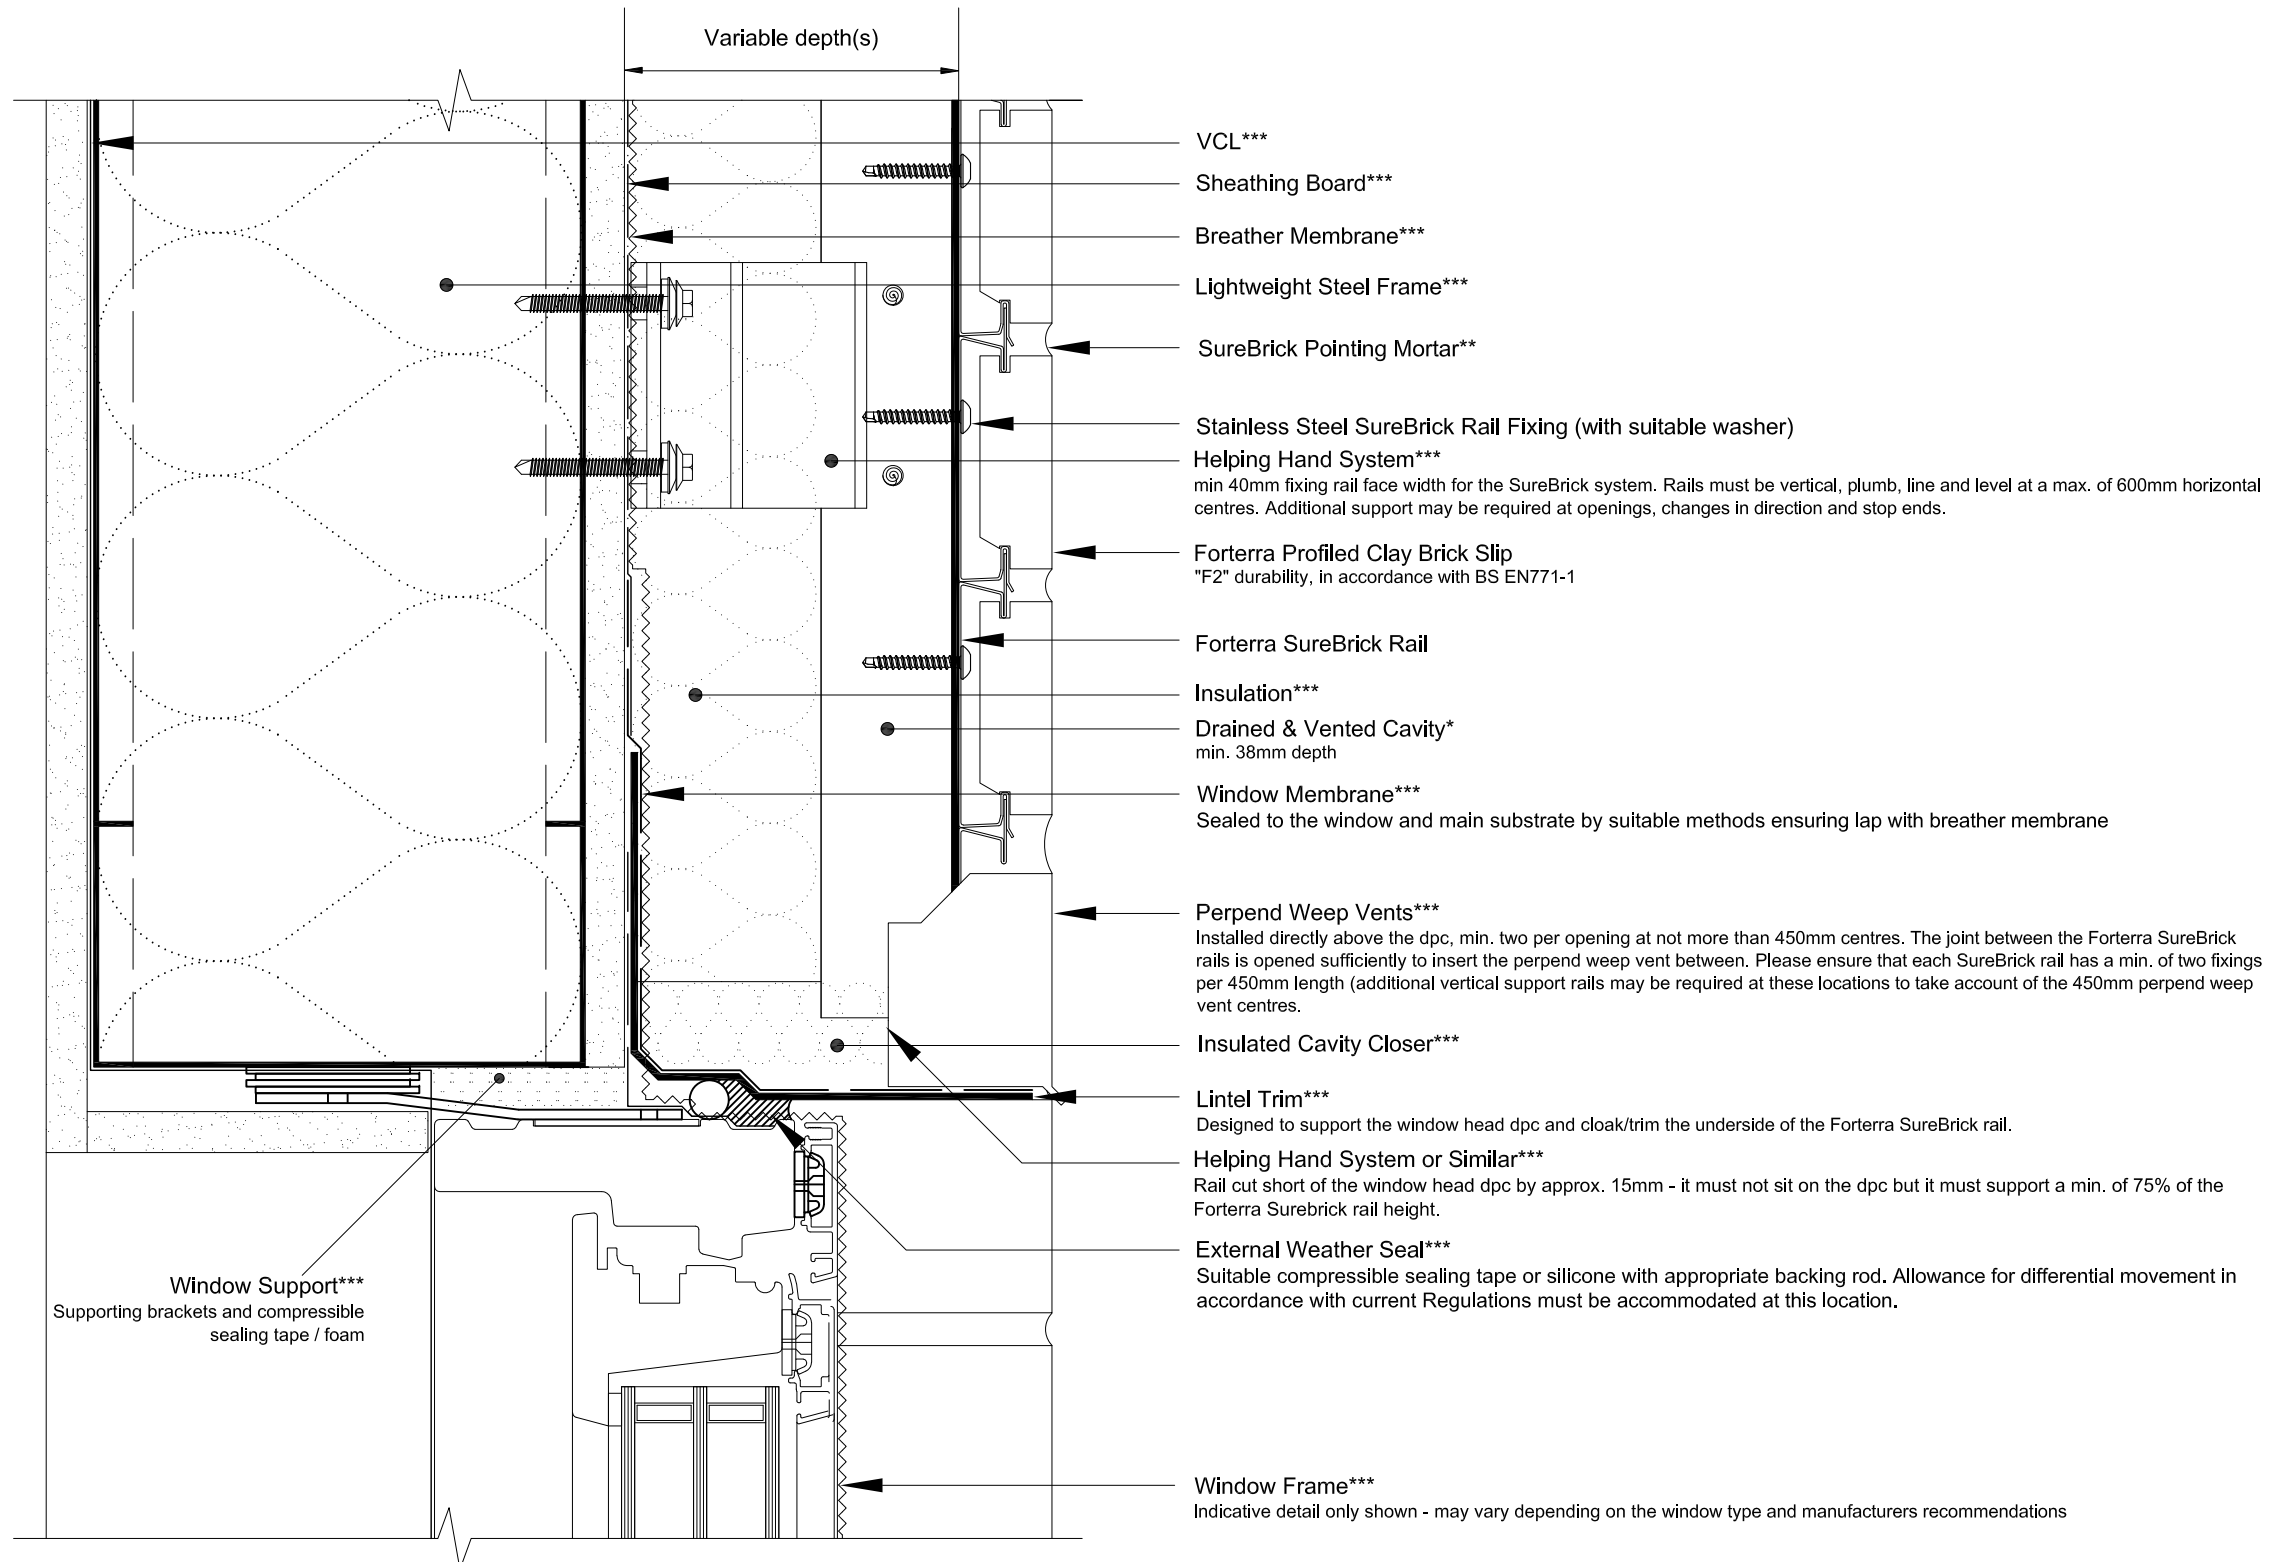 Variable depth(s)
VCL***
Sheathing Board***
Breather Membrane***
Lightweight Steel Frame***
SureBrick Pointing Mortar**
Stainless Steel SureBrick Rail Fixing (with suitable washer)
Helping Hand System***
min 40mm fixing rail face width for the SureBrick system. Rails must be vertical, plumb, line and level at a max. of 600mm horizontal
centres. Additional support may be required at openings, changes in direction and stop ends.
Forterra Profiled Clay Brick Slip
"F2" durability, in accordance with BS EN771-1
Forterra SureBrick Rail
Insulation***
Drained & Vented Cavity*
min. 38mm depth
Window Membrane***
Sealed to the window and main substrate by suitable methods ensuring lap with breather membrane
Perpend Weep Vents***
Installed directly above the dpc, min. two per opening at not more than 450mm centres. The joint between the Forterra SureBrick
rails is opened sufficiently to insert the perpend weep vent between. Please ensure that each SureBrick rail has a min. of two fixings
per 450mm length (additional vertical support rails may be required at these locations to take account of the 450mm perpend weep
vent centres.
Insulated Cavity Closer***
Lintel Trim***
Designed to support the window head dpc and cloak/trim the underside of the Forterra SureBrick rail.
Helping Hand System or Similar***
Rail cut short of the window head dpc by approx. 15mm - it must not sit on the dpc but it must support a min. of 75% of the
Forterra Surebrick rail height.
External Weather Seal***
Suitable compressible sealing tape or silicone with appropriate backing rod. Allowance for differential movement in
accordance with current Regulations must be accommodated at this location.
Window Support***
Supporting brackets and compressible
sealing tape / foam
Window Frame***
Indicative detail only shown - may vary depending on the window type and manufacturers recommendations